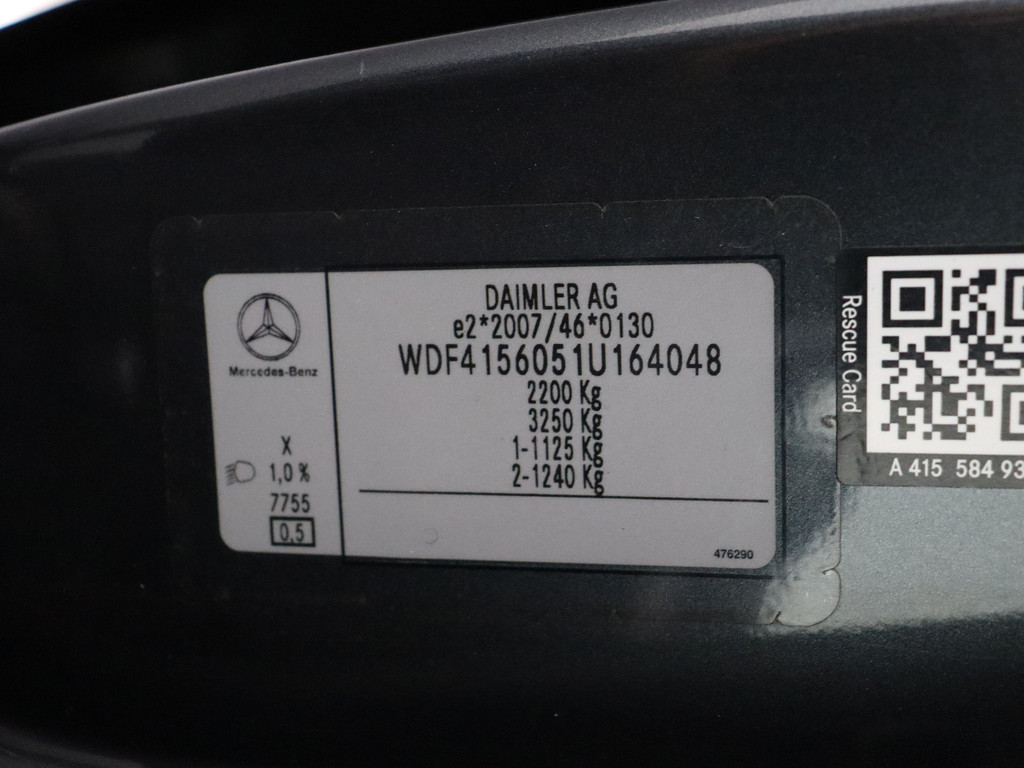 Mercedes-Benz
X
1,0 %
7755
0,5
DAIMLER AG
e2*2007/46*0130
WDF4156051U164048
2200 Kg
3250 Kg
1-1125 Kg
2-1240 Kg
476290
Rescue Card
A 415 584 93